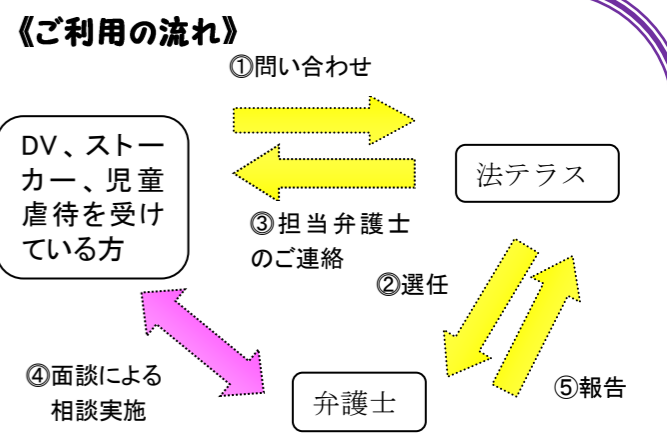 《ご利用の流れ》
①問い合わせ
DV、ストー
カー、児童
虐待を受け
ている方
法テラス
③担当弁護士
のご連絡
②選任
④面談による
相談実施
弁護士
⑤報告